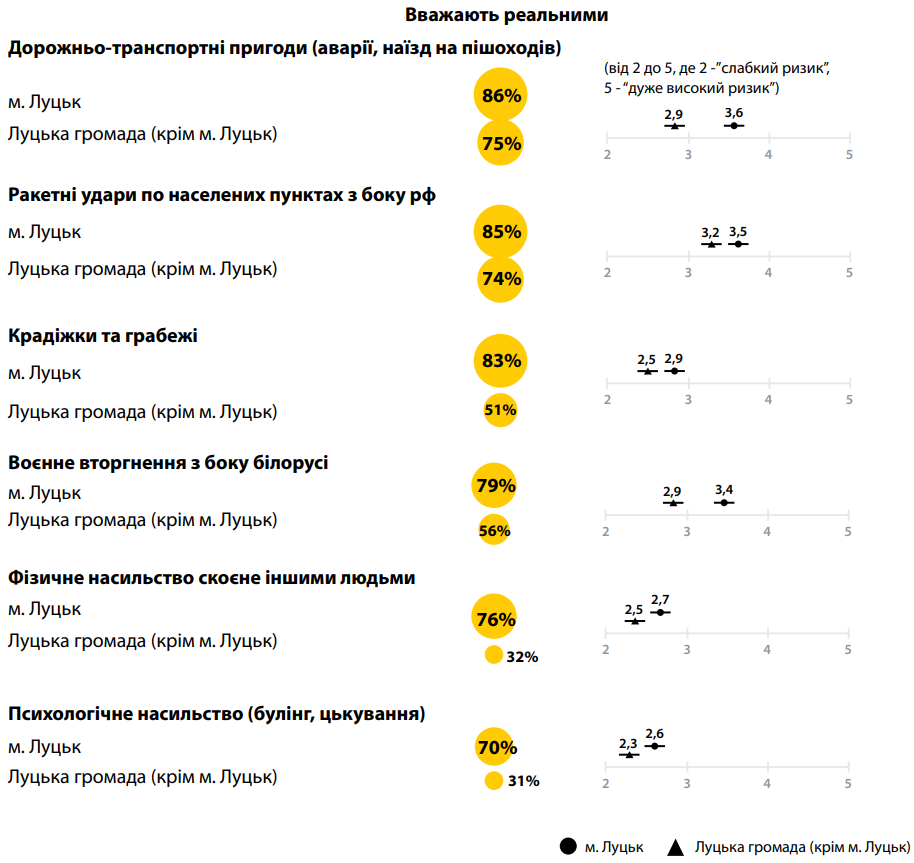 Вважають реальними
Дорожньо-транспортні пригоди (аварії, наїзд на пішоходів)
(від 2 до 5, де 2 -"слабкий ризик",
5 - "дуже високий ризик")
м. Луцьк
86%
Луцька громада (крім м. Луцьк)
75%
2,9 3,6
2 3 4 5
Ракетні удари по населених пунктах з боку рф
м. Луцьк
85%
3,2 3,5
Луцька громада (крім м. Луцьк)
74%
2 3 4 5
Крадіжки та грабежі
м. Луцьк
83%
2,5 2,9
Луцька громада (крім м. Луцьк)
51%
2 3 4 5
Воєнне вторгнення з боку білорусі
м. Луцьк
79%
2,9 3,4
Луцька громада (крім м. Луцьк)
56%
2 3 4 5
Фізичне насильство скоєне іншими людьми
м. Луцьк
76%
2,5 2,7
Луцька громада (крім м. Луцьк)
32%
2 3 4 5
Психологічне насильство (булінг, цькування)
м. Луцьк
70%
2,3 2,6
Луцька громада (крім м. Луцьк)
31%
2 3 4 5
м. Луцьк Луцька громада (крім м. Луцьк)